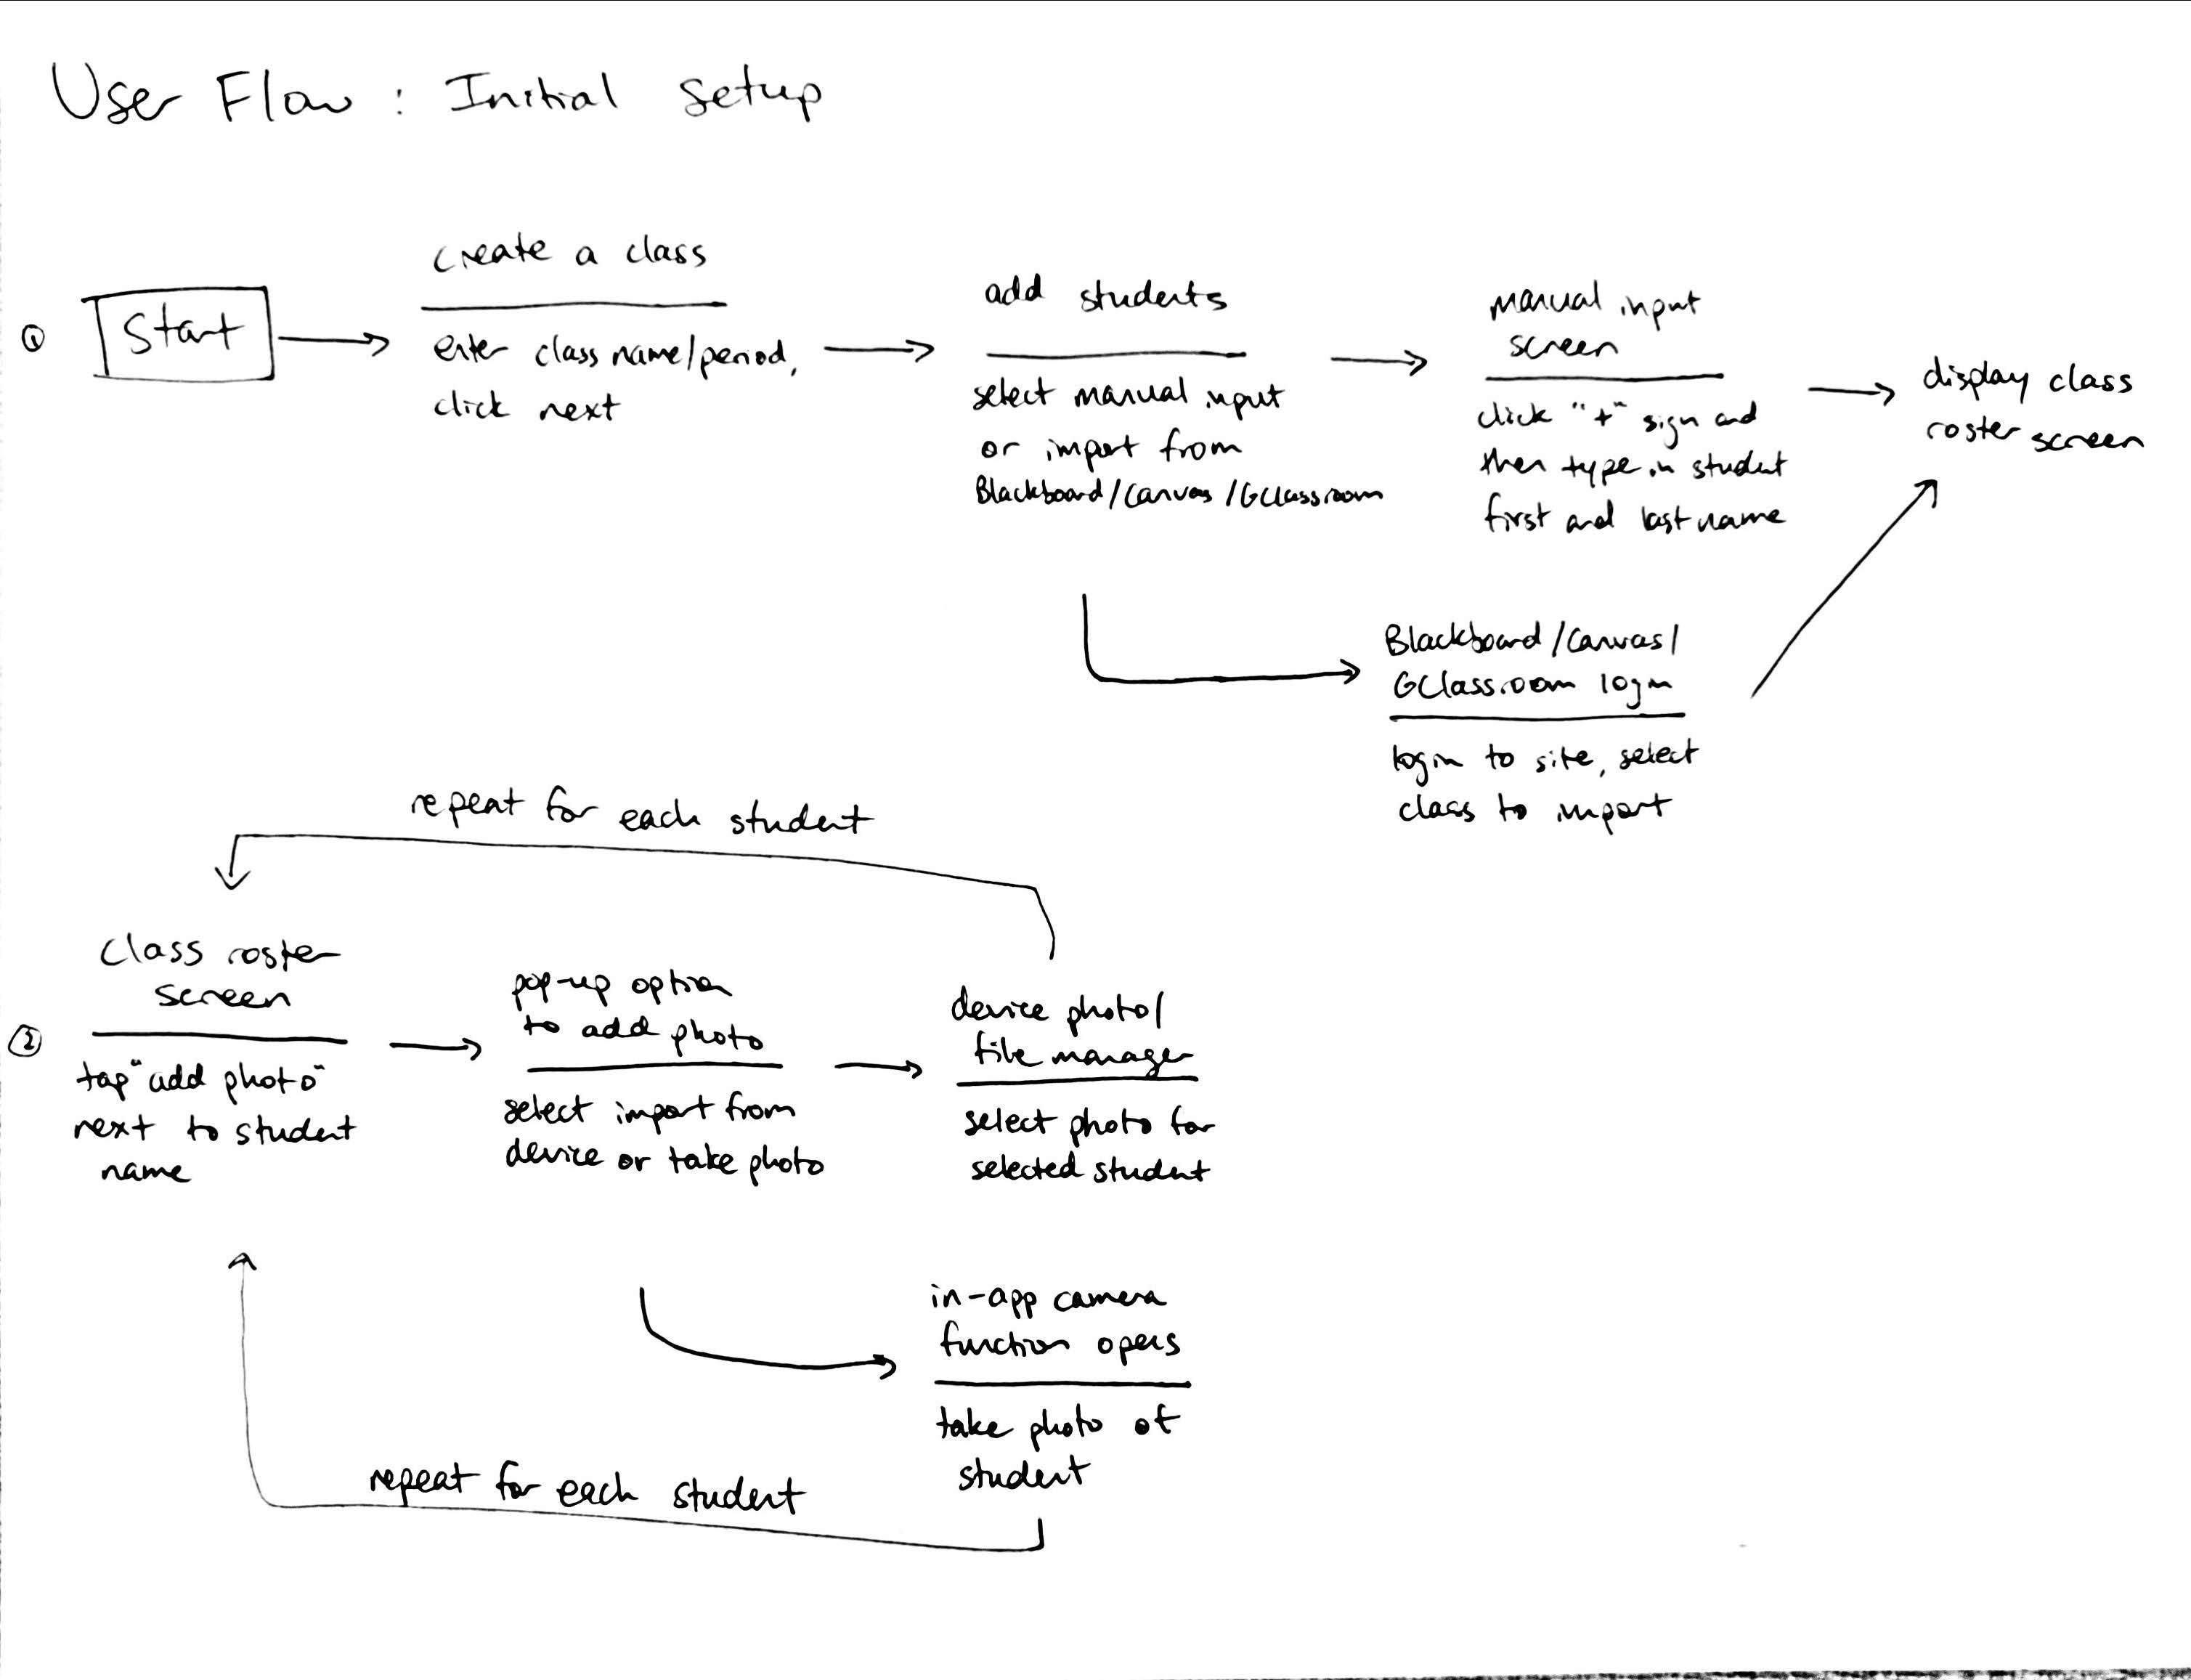 User Flow : Initial Setup
①
Start
create a class
enter class name/period,
click next
add students
select manual input
or import from
Blackboard/Canvas/GClassroom
manual input
screen
click "+" sign and
then type in student
first and last name
display class
roster screen
Blackboard/Canvas/
GClassroom login
login to site, select
class to import
repeat for each student
②
Class roster
screen
tap "add photo"
next to student
name
pop-up option
to add photo
select import from
device or take photo
device photo/
file manager
select photo for
selected student
in-app camera
function opens
take photo of
student
repeat for each student